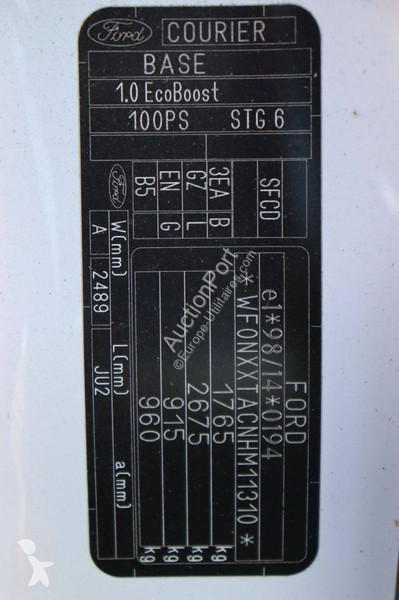 Ford COURIER
BASE
1.0 EcoBoost
100PS STG 6
Ford
B5
EN G
GZ L
3EA B
SFCD
FORD
e1*98/14*0194
* WF0NXXTACNHM11310 *
1765 kg
2675 kg
915 kg
960 kg
W(mm) L(mm) a(mm)
A 2489 JU2
AuctionPort
©Europe-Utilitaires.com